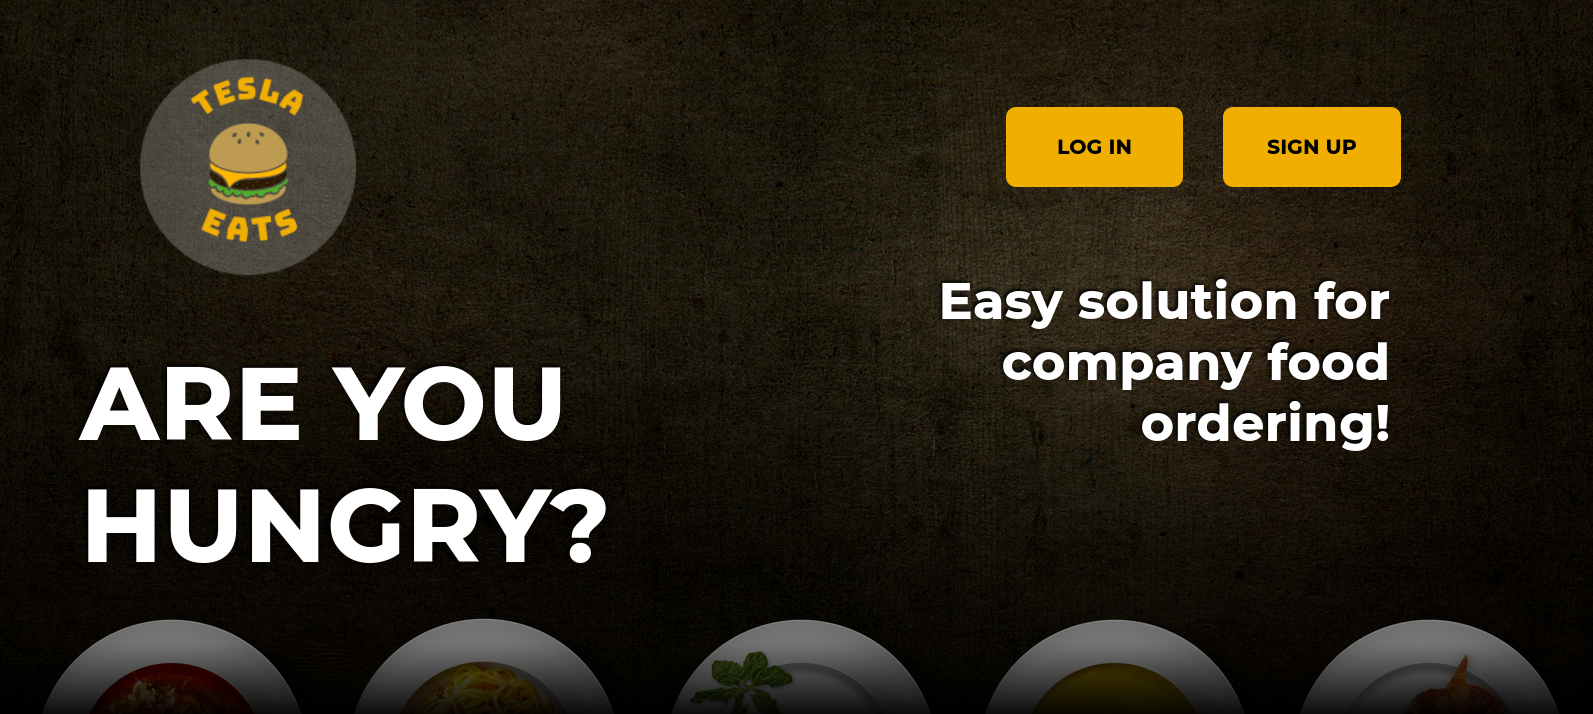 TESLA
EATS
LOG IN
SIGN UP
Easy solution for
company food
ordering!
ARE YOU
HUNGRY?